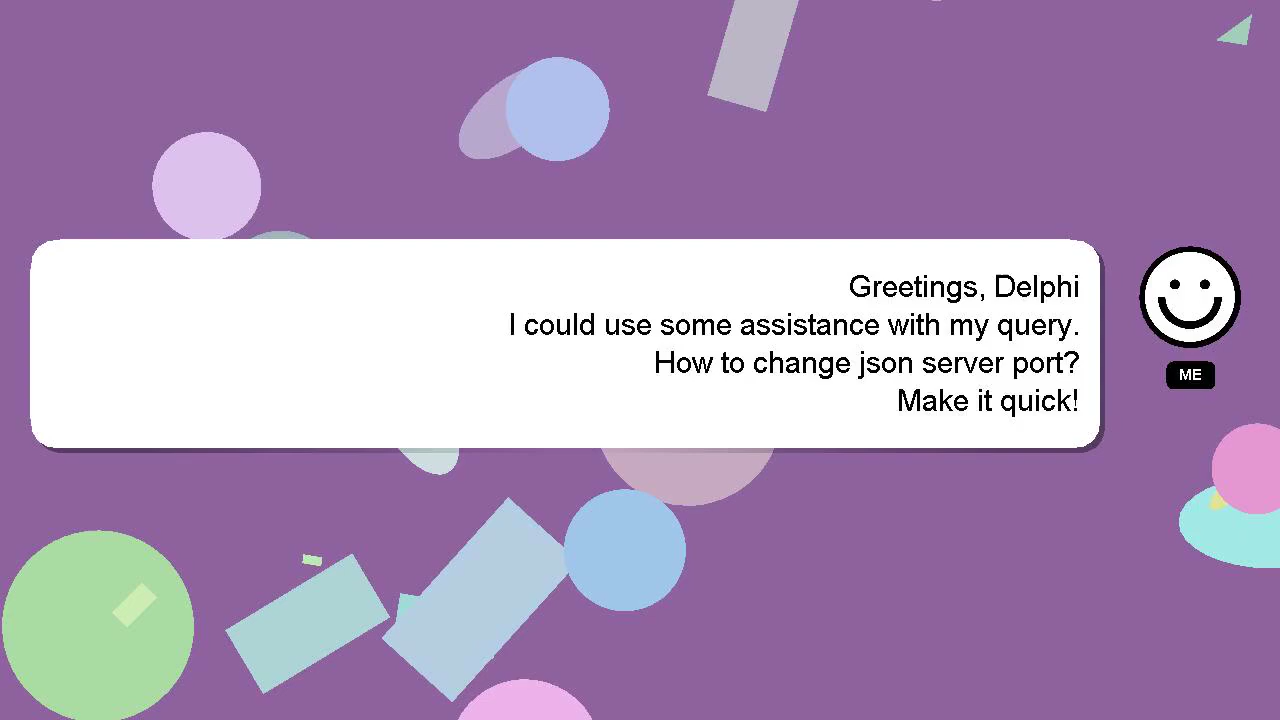 Greetings, Delphi
I could use some assistance with my query.
How to change json server port?
Make it quick!
ME